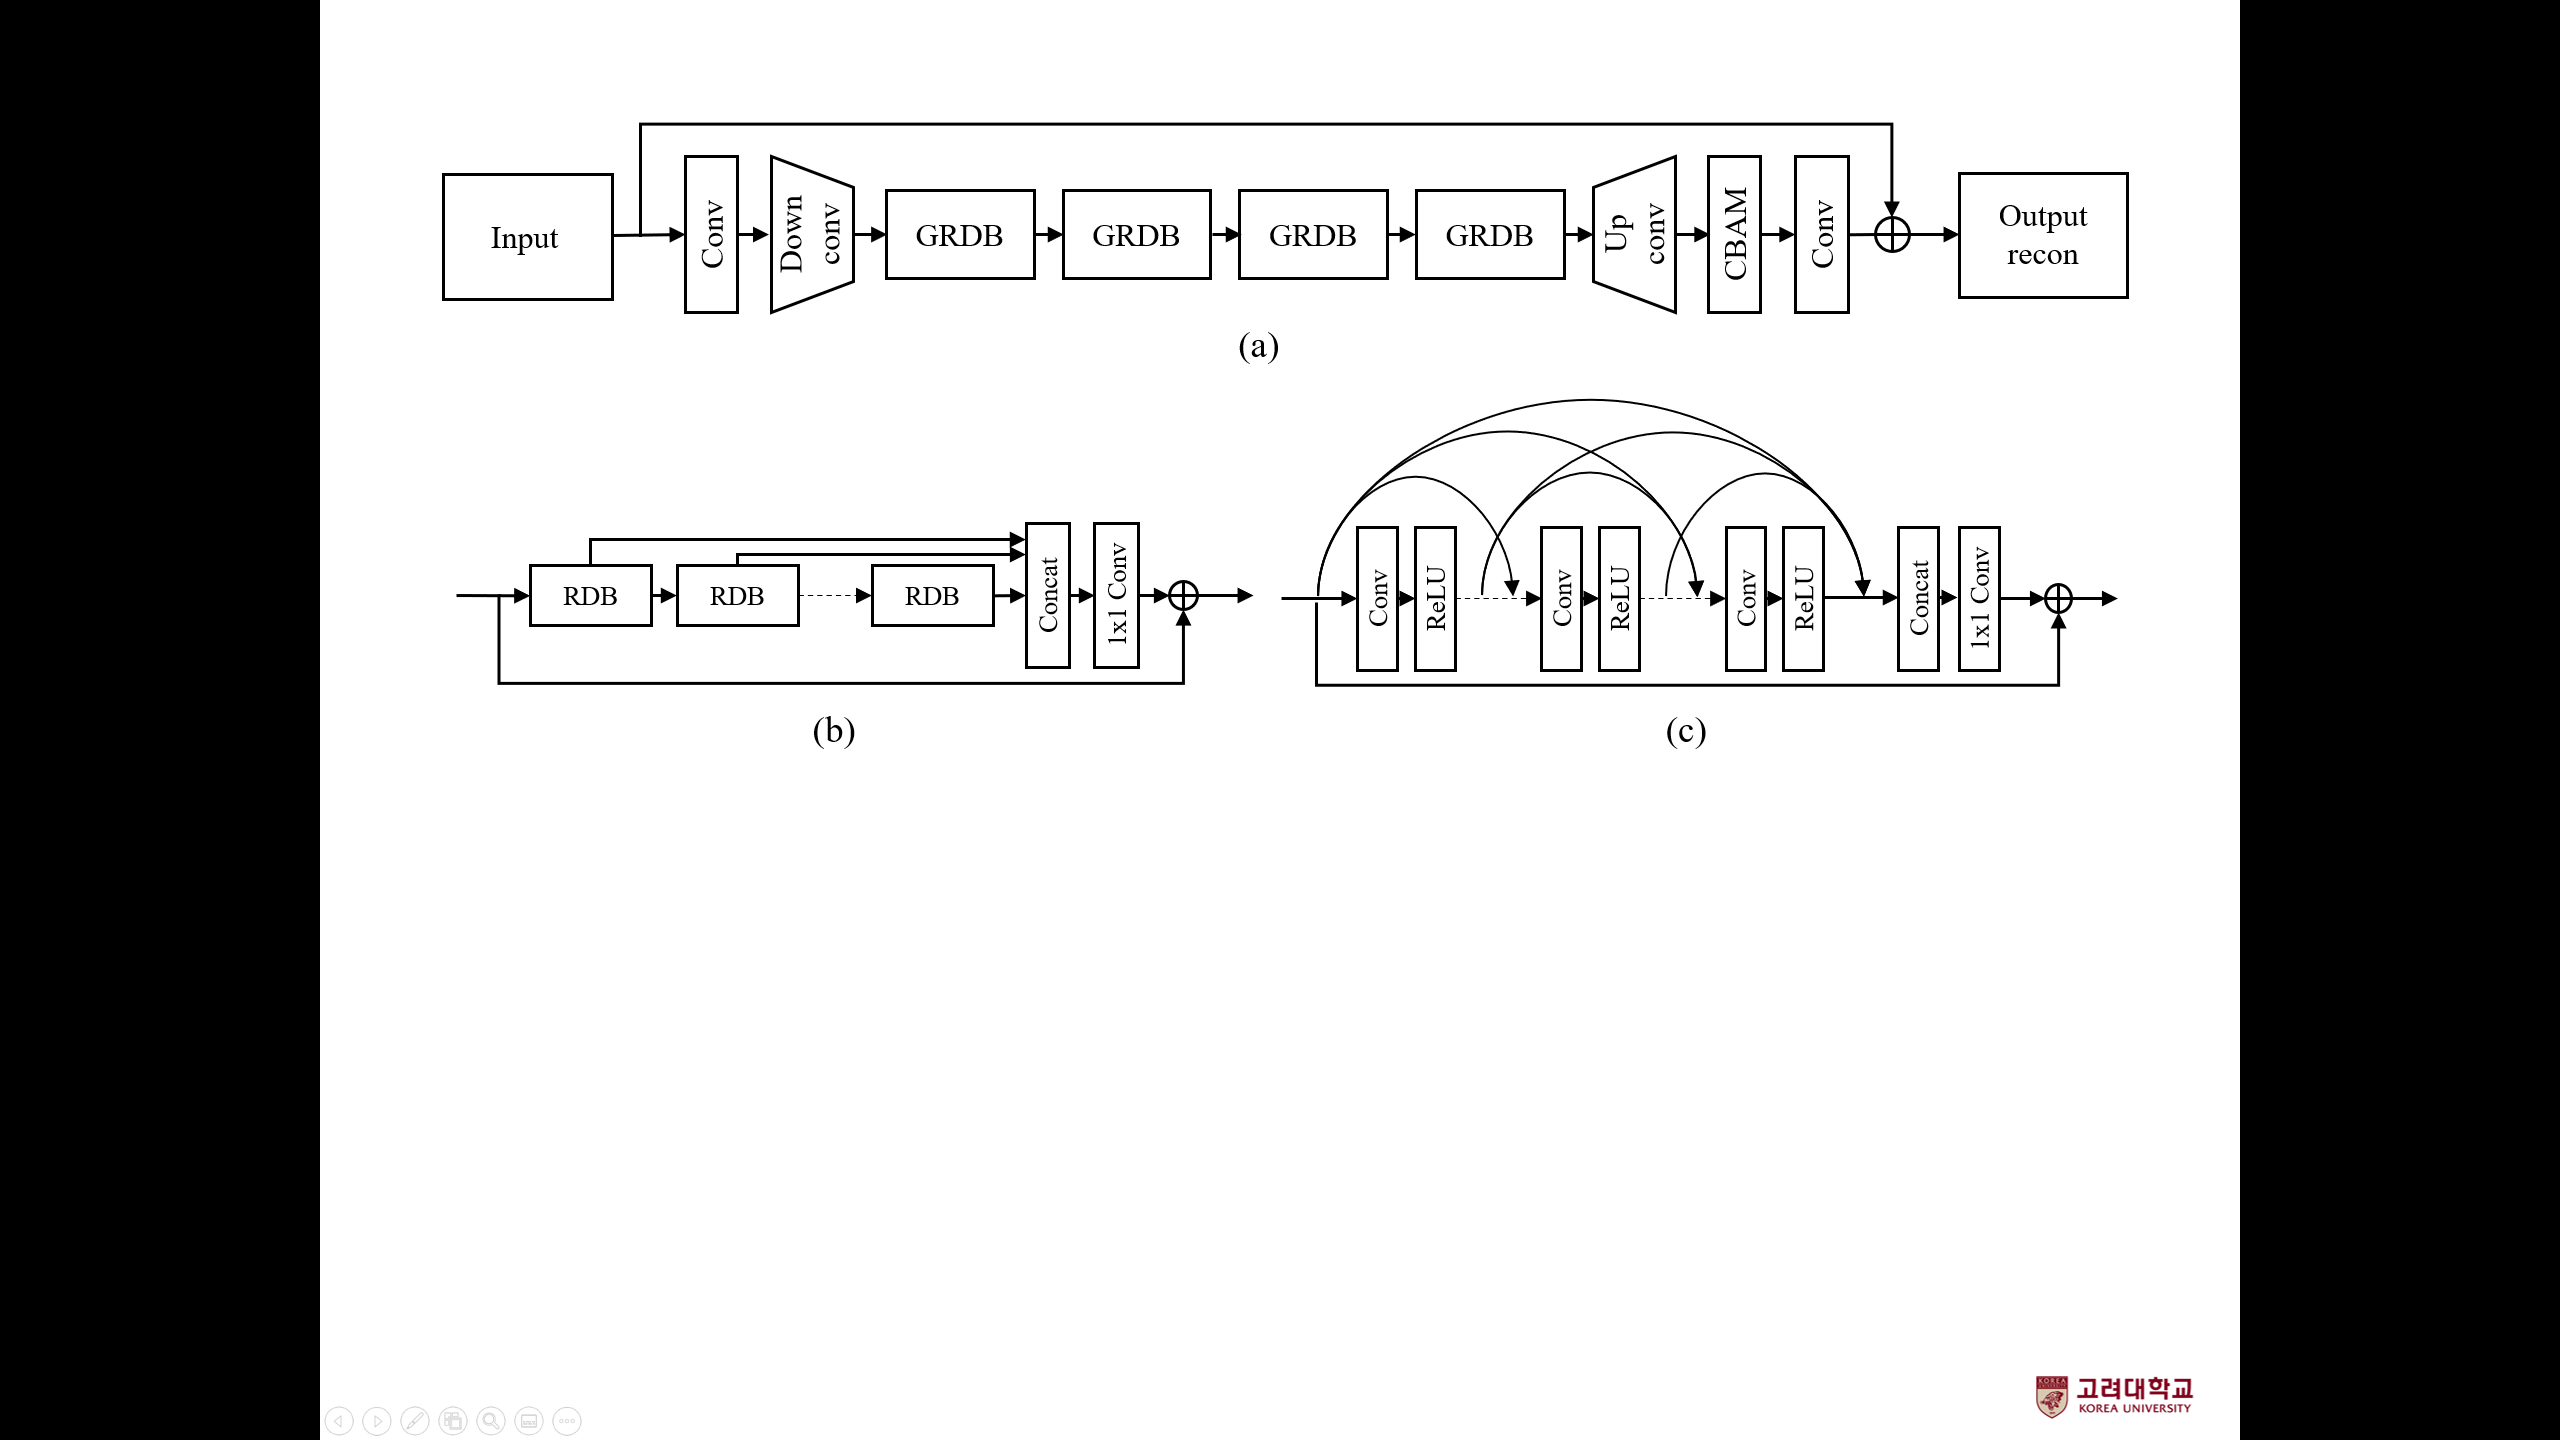 Input
Conv
Down
conv
GRDB
GRDB
GRDB
GRDB
Up
conv
CBAM
Conv
Output
recon
(a)
RDB
RDB
RDB
Concat
1x1 Conv
(b)
Conv
ReLU
Conv
ReLU
Conv
ReLU
Concat
1x1 Conv
(c)
고려대학교
KOREA UNIVERSITY